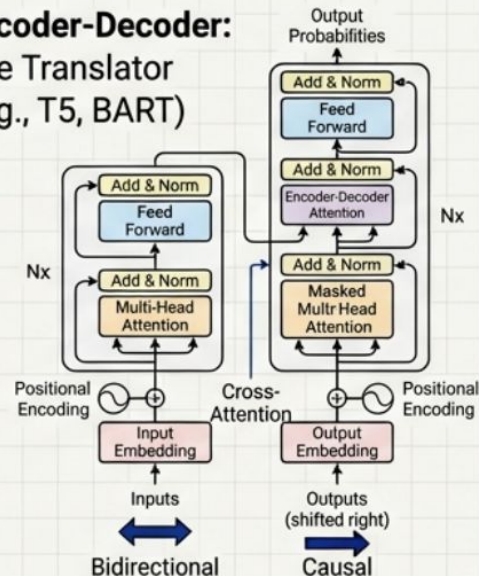 coder-Decoder:
e Translator
g., T5, BART)
Output
Probabilities
Add & Norm
Feed
Forward
Add & Norm
Encoder-Decoder
Attention
Nx
Add & Norm
Masked
Multr Head
Attention
Add & Norm
Feed
Forward
Nx
Add & Norm
Multi-Head
Attention
Positional
Encoding
Cross-
Attention
Positional
Encoding
Input
Embedding
Output
Embedding
Inputs
Outputs
(shifted right)
Bidirectional
Causal